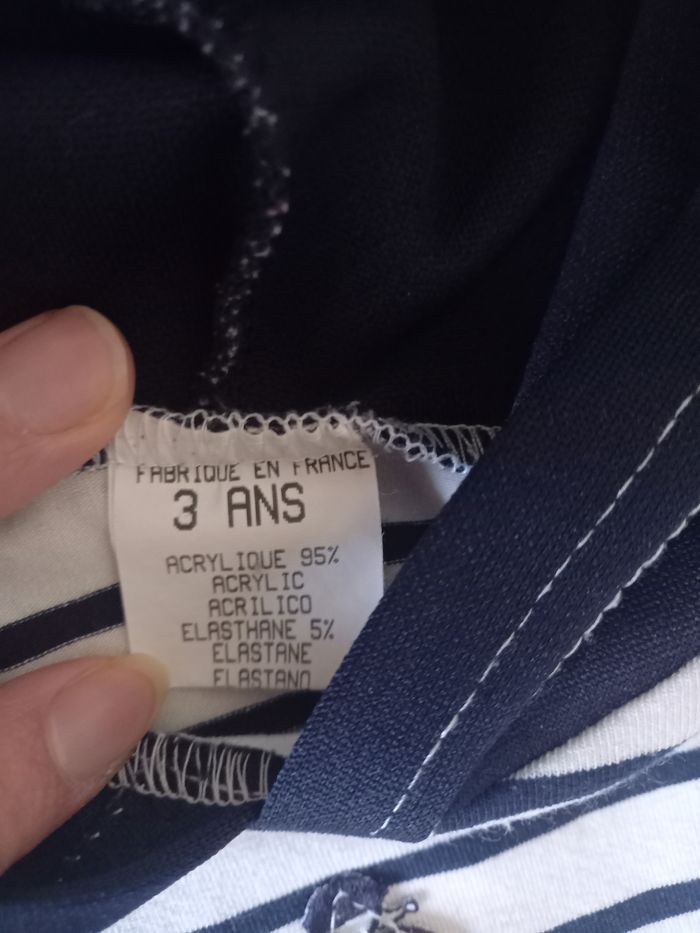 FABRIQUE EN FRANCE
3 ANS
ACRYLIQUE 95%
ACRYLIC
ACRILICO
ELASTHANE 5%
ELASTANE
ELASTANO